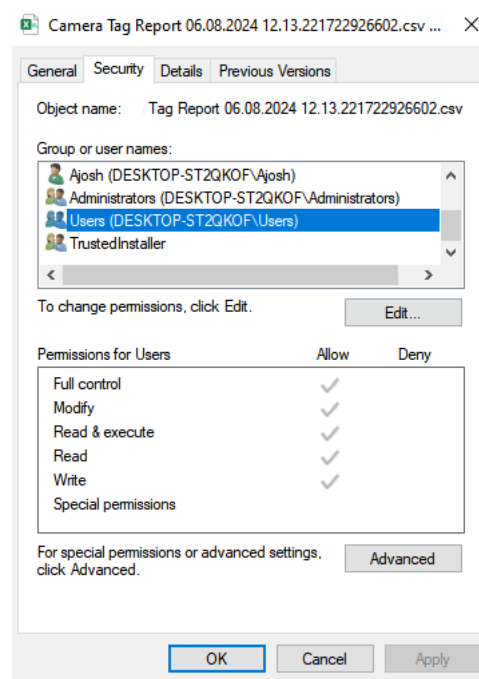 Camera Tag Report 06.08.2024 12.13.221722926602.csv ...
General Security Details Previous Versions
Object name: Tag Report 06.08.2024 12.13.221722926602.csv
Group or user names:
Ajosh (DESKTOP-ST2QKOF\Ajosh)
Administrators (DESKTOP-ST2QKOF\Administrators)
Users (DESKTOP-ST2QKOF\Users)
TrustedInstaller
To change permissions, click Edit.
Edit...
Permissions for Users Allow Deny
Full control
Modify
Read & execute
Read
Write
Special permissions
For special permissions or advanced settings,
click Advanced.
Advanced
OK Cancel Apply